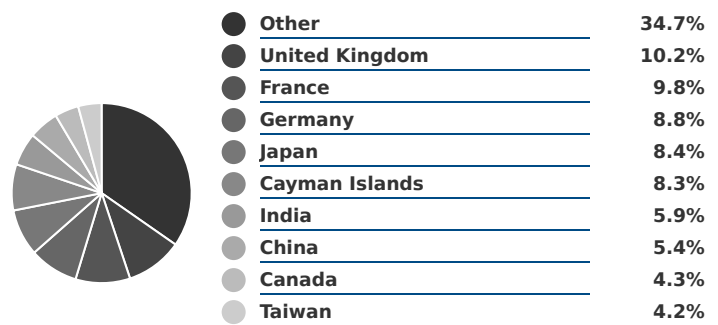 Other 34.7%
United Kingdom 10.2%
France 9.8%
Germany 8.8%
Japan 8.4%
Cayman Islands 8.3%
India 5.9%
China 5.4%
Canada 4.3%
Taiwan 4.2%